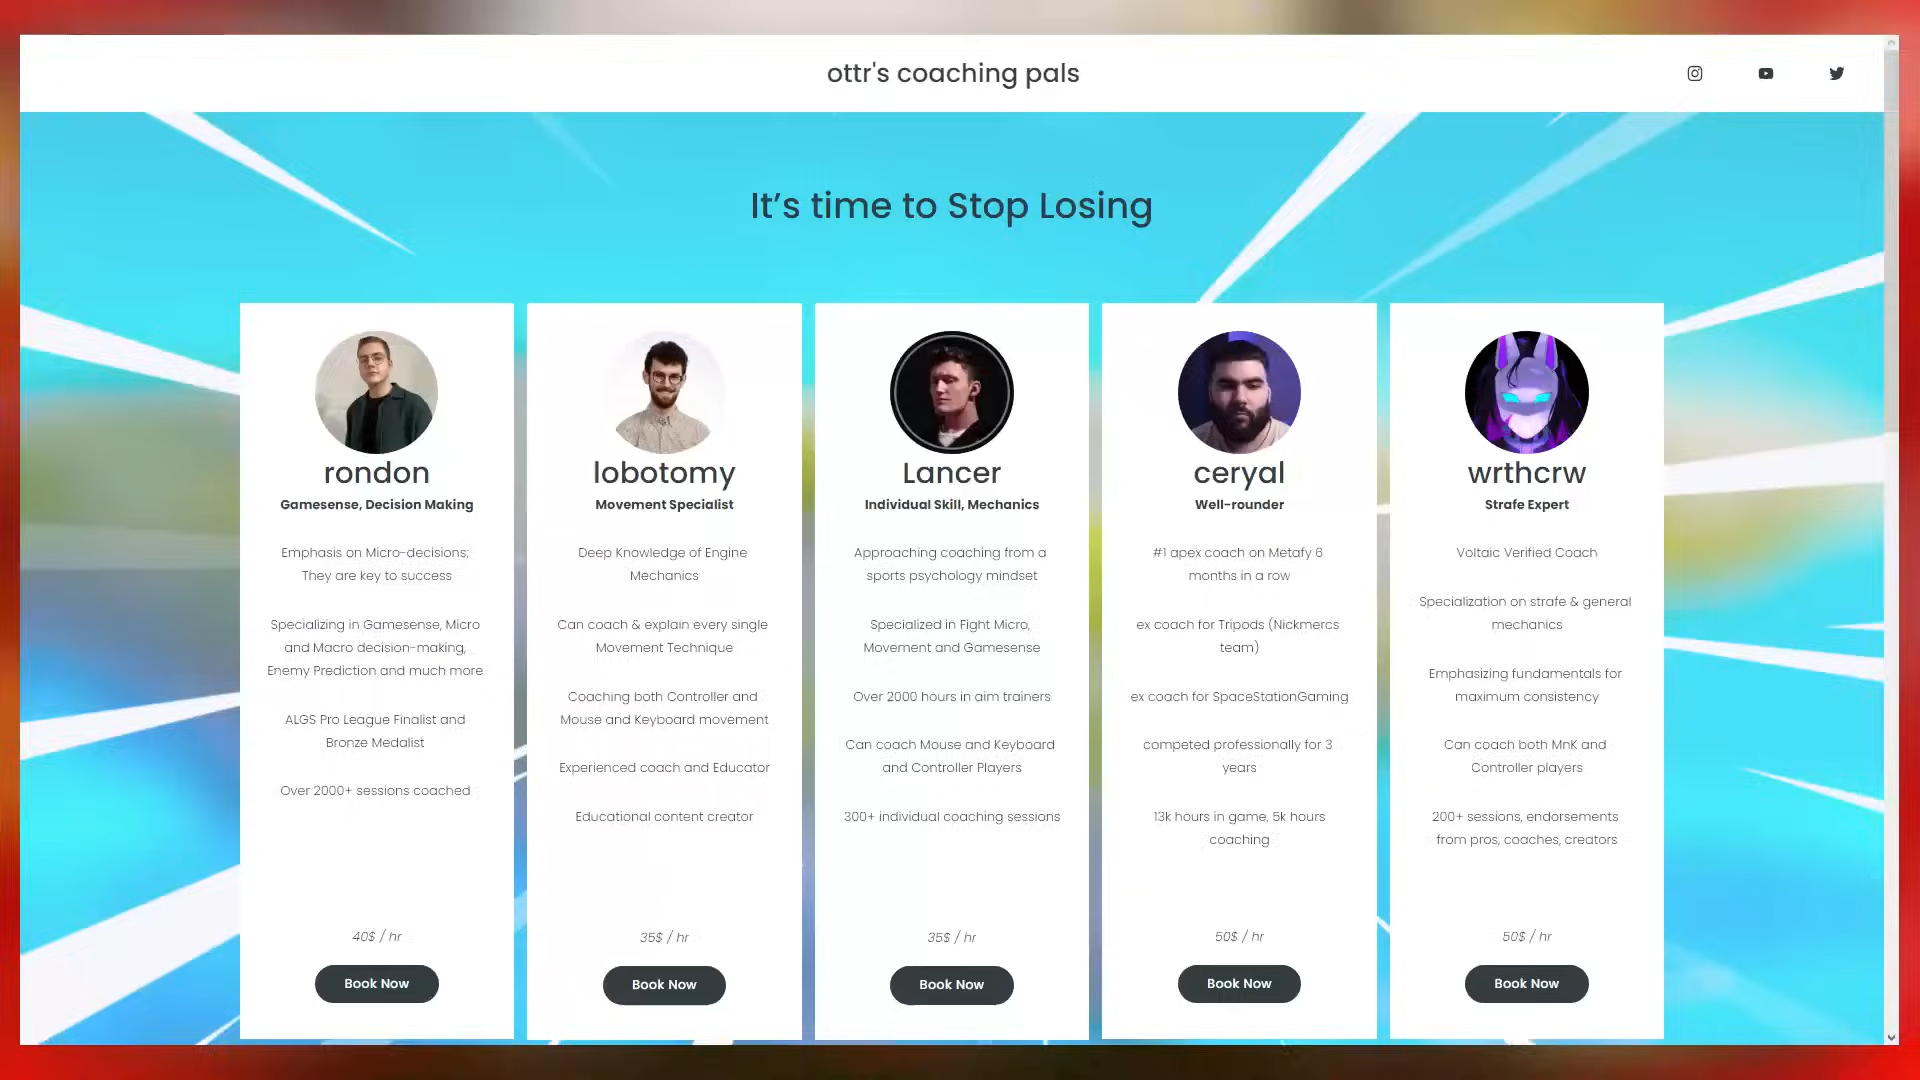 ottr's coaching pals
It's time to Stop Losing
rondon
Gamesense, Decision Making
Emphasis on Micro-decisions;
They are key to success
Specializing in Gamesense, Micro
and Macro decision-making,
Enemy Prediction and much more
ALGS Pro League Finalist and
Bronze Medalist
Over 2000+ sessions coached
40$ / hr
Book Now
lobotomy
Movement Specialist
Deep Knowledge of Engine
Mechanics
Can coach & explain every single
Movement Technique
Coaching both Controller and
Mouse and Keyboard movement
Experienced coach and Educator
Educational content creator
35$ / hr
Book Now
Lancer
Individual Skill, Mechanics
Approaching coaching from a
sports psychology mindset
Specialized in Fight Micro,
Movement and Gamesense
Over 2000 hours in aim trainers
Can coach Mouse and Keyboard
and Controller Players
300+ individual coaching sessions
35$ / hr
Book Now
ceryal
Well-rounder
#1 apex coach on Metafy 6
months in a row
ex coach for Tripods (Nickmercs
team)
ex coach for SpaceStationGaming
competed professionally for 3
years
13k hours in game, 5k hours
coaching
50$ / hr
Book Now
wrthcrw
Strafe Expert
Voltaic Verified Coach
Specialization on strafe & general
mechanics
Emphasizing fundamentals for
maximum consistency
Can coach both MnK and
Controller players
200+ sessions, endorsements
from pros, coaches, creators
50$ / hr
Book Now